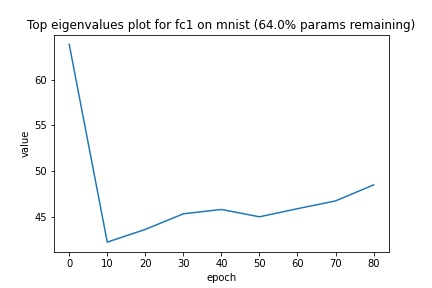 Top eigenvalues plot for fc1 on mnist (64.0% params remaining)
60
55
50
45
value
0 10 20 30 40 50 60 70 80
epoch